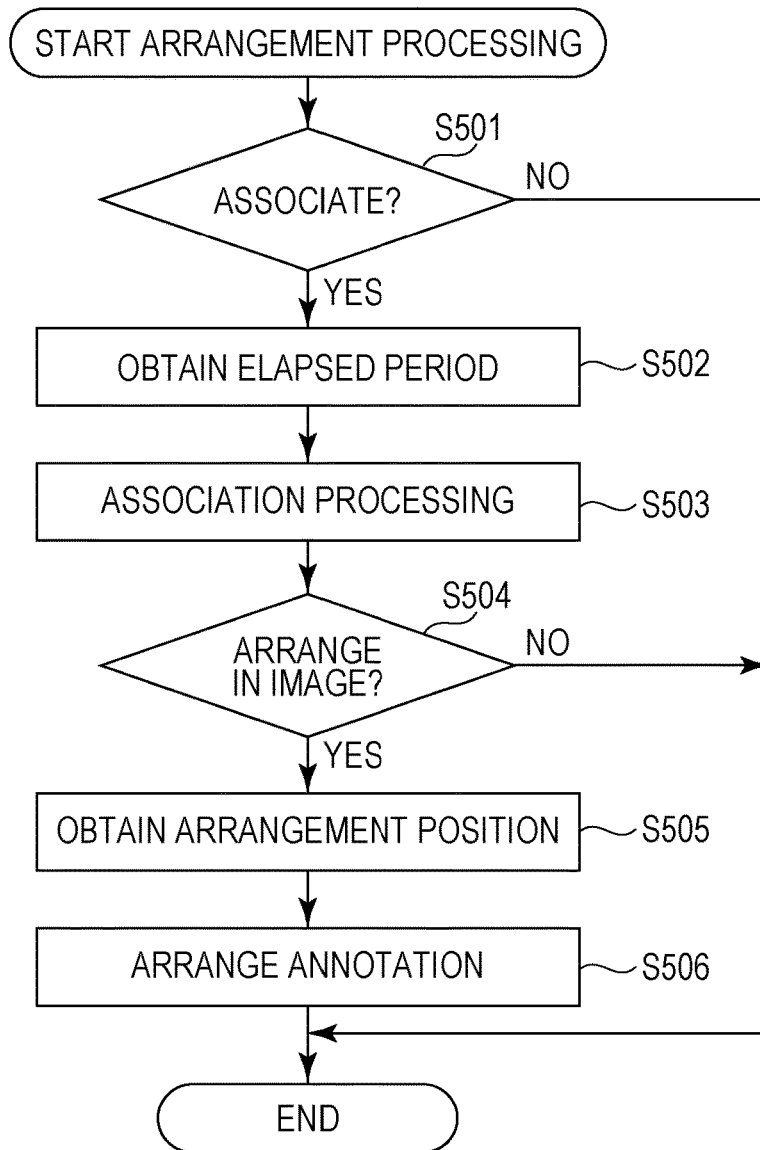 START ARRANGEMENT PROCESSING
S501
ASSOCIATE?
NO
YES
OBTAIN ELAPSED PERIOD
S502
ASSOCIATION PROCESSING
S503
S504
ARRANGE
IN IMAGE?
NO
YES
OBTAIN ARRANGEMENT POSITION
S505
ARRANGE ANNOTATION
S506
END